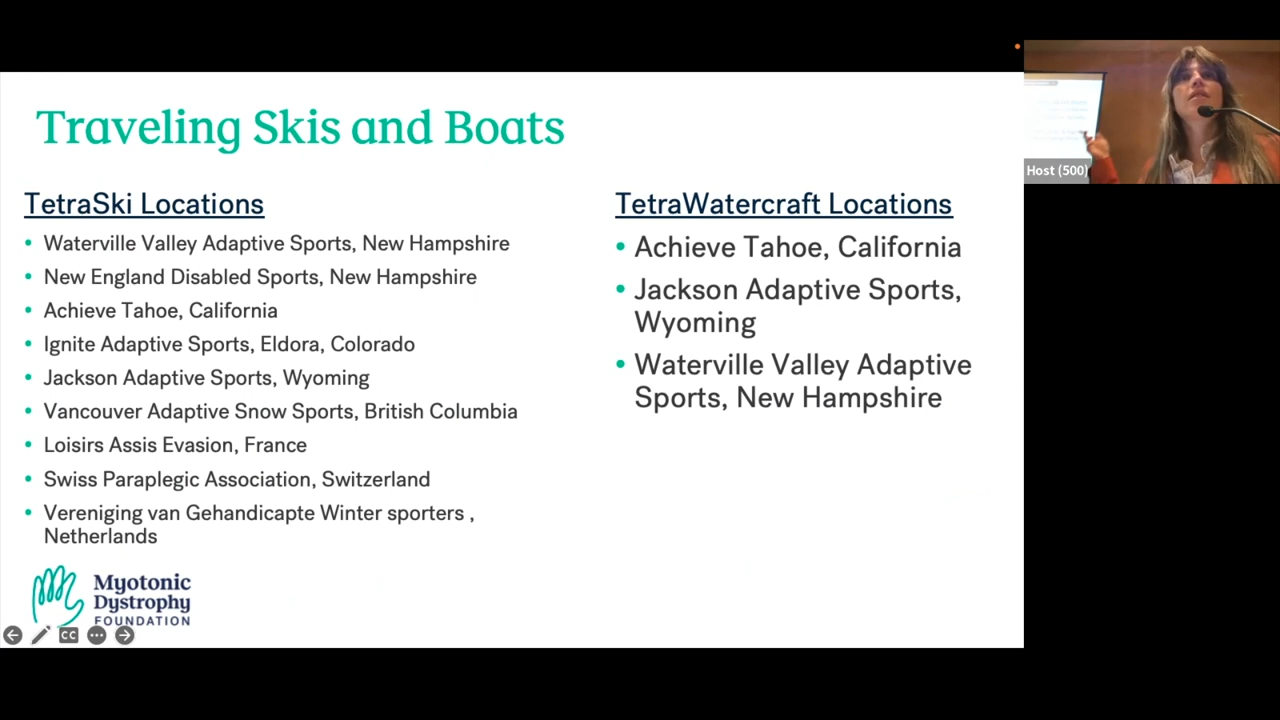 Traveling Skis and Boats
TetraSki Locations
• Waterville Valley Adaptive Sports, New Hampshire
• New England Disabled Sports, New Hampshire
• Achieve Tahoe, California
• Ignite Adaptive Sports, Eldora, Colorado
• Jackson Adaptive Sports, Wyoming
• Vancouver Adaptive Snow Sports, British Columbia
• Loisirs Assis Evasion, France
• Swiss Paraplegic Association, Switzerland
• Vereniging van Gehandicapte Winter sporters ,
Netherlands
TetraWatercraft Locations
• Achieve Tahoe, California
• Jackson Adaptive Sports,
Wyoming
• Waterville Valley Adaptive
Sports, New Hampshire
Myotonic
Dystrophy
FOUNDATION
CC
Host (500)